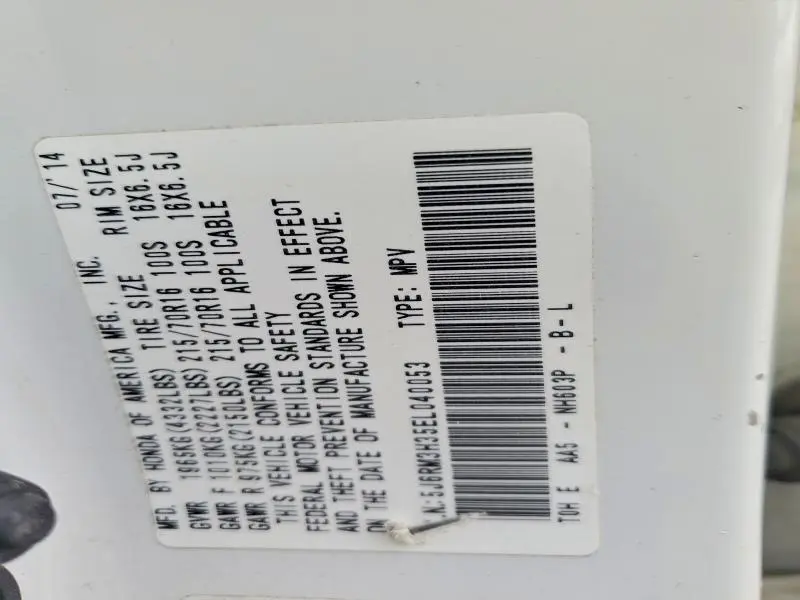 MFD. BY HONDA OF AMERICA MFG., INC. 07/'14
GVWR 1965KG(4332LBS) TIRE SIZE RIM SIZE
GAWR F 1010KG(2227LBS) 215/70R16 100S 16X6.5J
GAWR R 975KG(2150LBS) 215/70R16 100S 16X6.5J
THIS VEHICLE CONFORMS TO ALL APPLICABLE
FEDERAL MOTOR VEHICLE SAFETY
AND THEFT PREVENTION STANDARDS IN EFFECT
ON THE DATE OF MANUFACTURE SHOWN ABOVE.
5J6RM3H35EL040053 TYPE: MPV
TOH E AA5 - NH603P - B - L